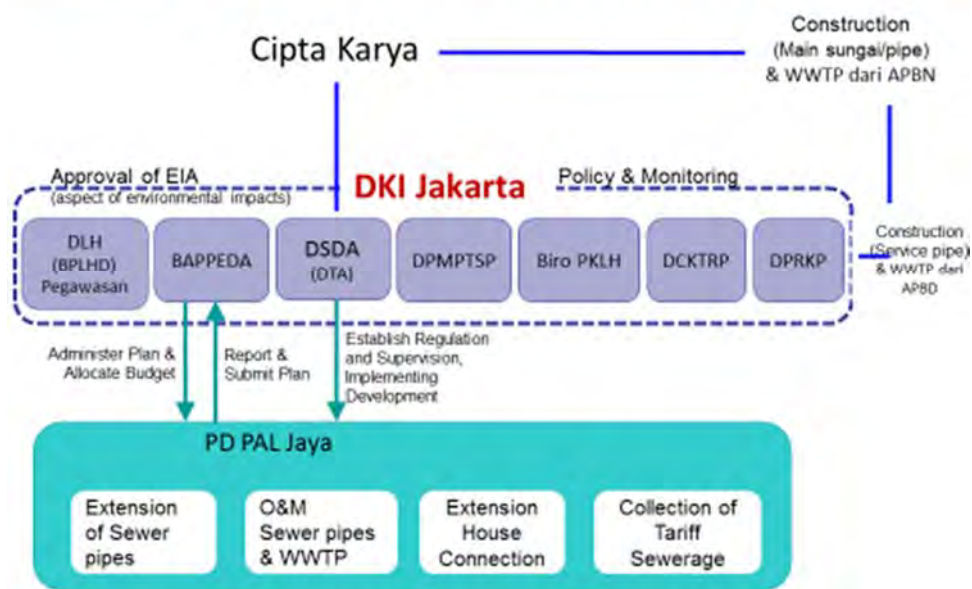 Cipta Karya
Construction
(Main sungai/pipe)
& WWTP dari APBN
Approval of EIA
(aspect of environmental impacts)
DKI Jakarta
Policy & Monitoring
DLH
(BPLHD)
Pegawasan
BAPPEDA
DSDA
(DTA)
DPMPTSP
Biro PKLH
DCKTRP
DPRKP
Construction
(Service pipe)
& WWTP dari
APBD
Administer Plan &
Allocate Budget
Report &
Submit Plan
Establish Regulation
and Supervision,
Implementing
Development
PD PAL Jaya
Extension
of Sewer
pipes
O&M
Sewer pipes
& WWTP
Extension
House
Connection
Collection of
Tariff
Sewerage